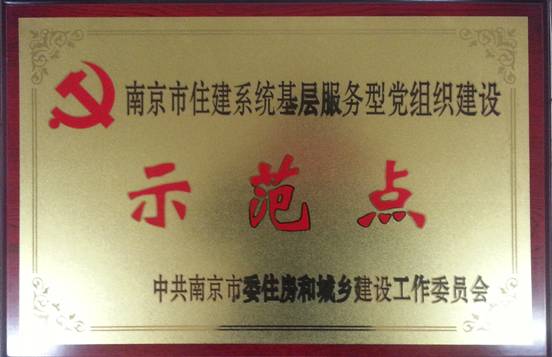 南京市住建系统基层服务型党组织建设
示范点
中共南京市委住房和城乡建设工作委员会